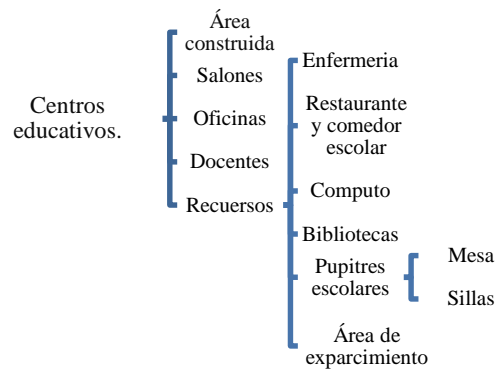 Centros
educativos.
Área
construida
Salones
Oficinas
Docentes
Recuersos
Enfermeria
Restaurante
y comedor
escolar
Computo
Bibliotecas
Pupitres
escolares
Mesa
Sillas
Área de
exparcimiento